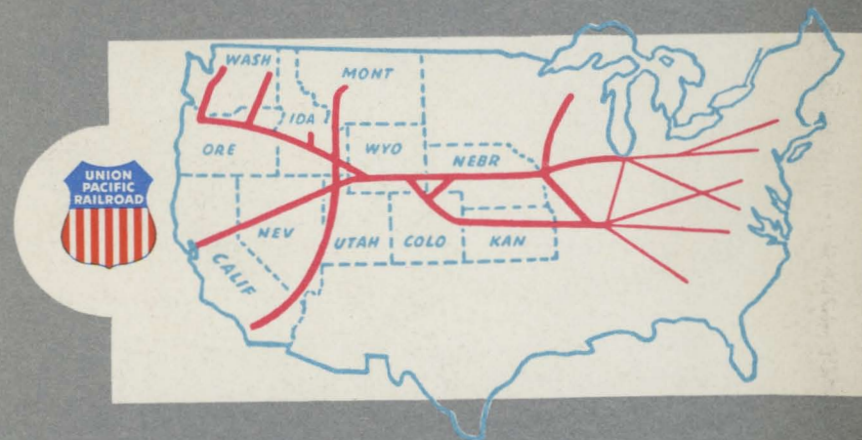 UNION
PACIFIC
RAILROAD
WASH
MONT
IDA
ORE
WYO
NEBR
NEV
UTAH
COLO
KAN
CALIF